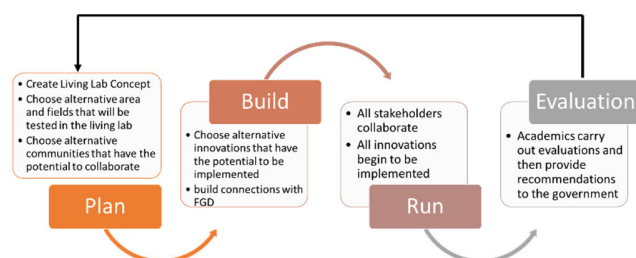 • Create Living Lab Concept
• Choose alternative area
and fields that will be
tested in the living lab
• Choose alternative
communities that have the
potential to collaborate
Plan
Build
• Choose alternative
innovations that have
the potential to be
implemented
• build connections with
FGD
• All stakeholders
collaborate
• All innovations
begin to be
implemented
Run
Evaluation
• Academics carry
out evaluations and
then provide
recommendations
to the government